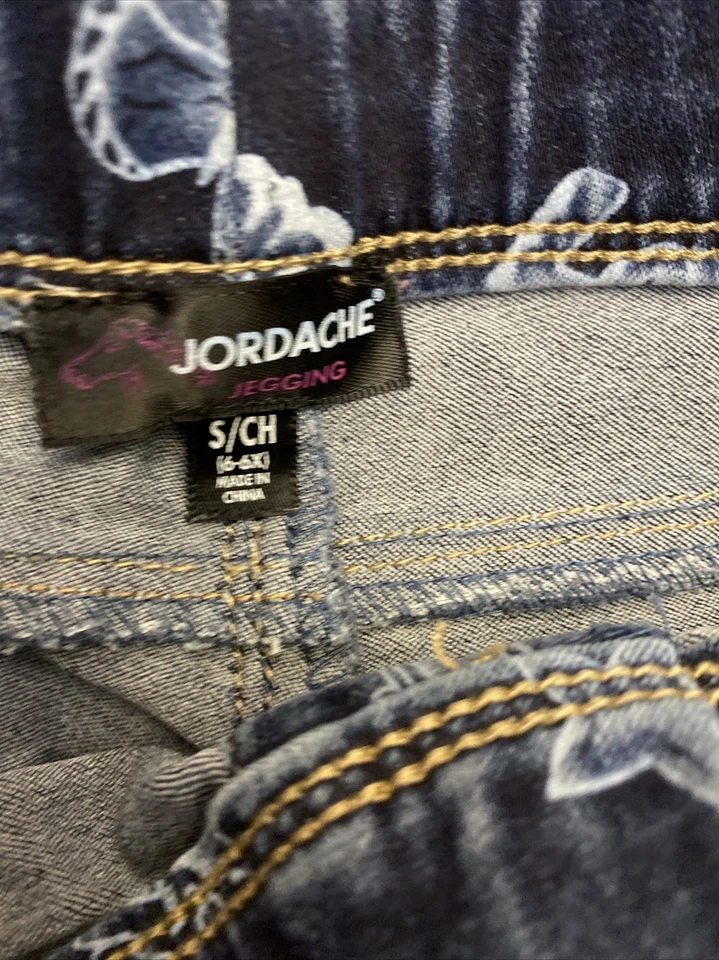 JORDACHE®
JEGGING
S/CH
(6-6X)
MADE IN
CHINA